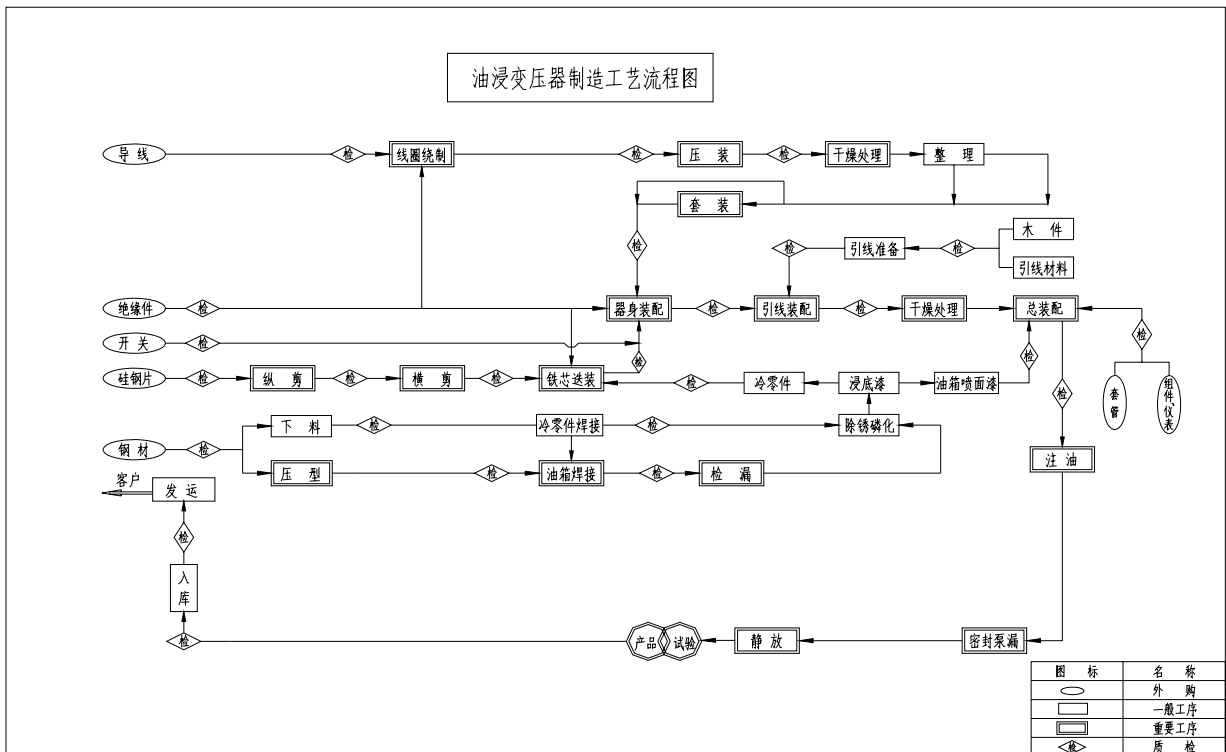 油浸变压器制造工艺流程图
导线 检 线圈绕制 检 压装 检 干燥处理 整理
套装
检 检 引线准备 检 木件
引线材料
绝缘件 检 器身装配 检 引线装配 检 干燥处理 总装配
开关 检 检
硅钢片 检 纵剪 检 横剪 检 铁芯迭装 检 检 冷零件 浸底漆 油箱喷面漆 检
检 套管 组件、仪表
下料 检 冷零件焊接 检 除锈磷化
钢材 检 注油
压型 检 油箱焊接 检 检漏
客户 发运
检
入库
检 产品 试验 静放 密封泵漏
图标 名称
外购
一般工序
重要工序
检 质检